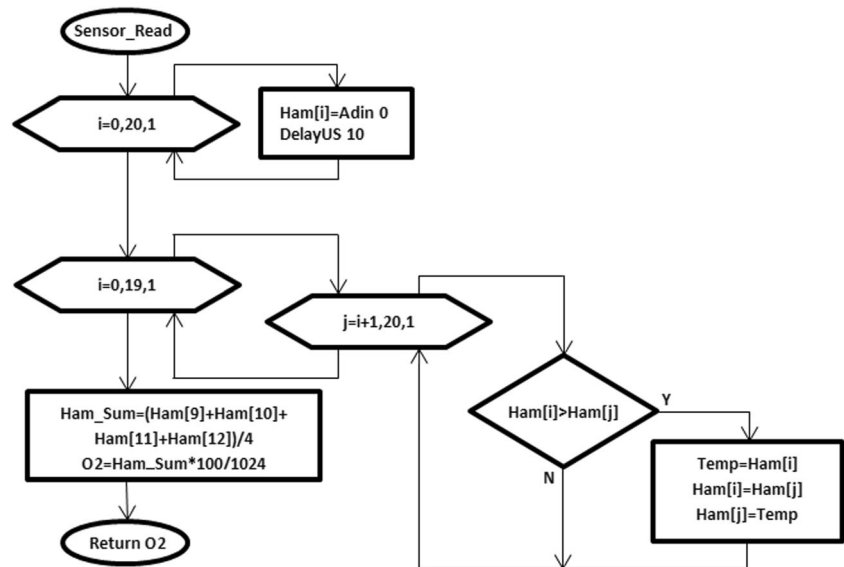 Sensor_Read
i=0,20,1
Ham[i]=Adin 0
DelayUS 10
i=0,19,1
j=i+1,20,1
Ham[i]>Ham[j]
Y
N
Temp=Ham[i]
Ham[i]=Ham[j]
Ham[j]=Temp
Ham_Sum=(Ham[9]+Ham[10]+
Ham[11]+Ham[12])/4
O2=Ham_Sum*100/1024
Return O2